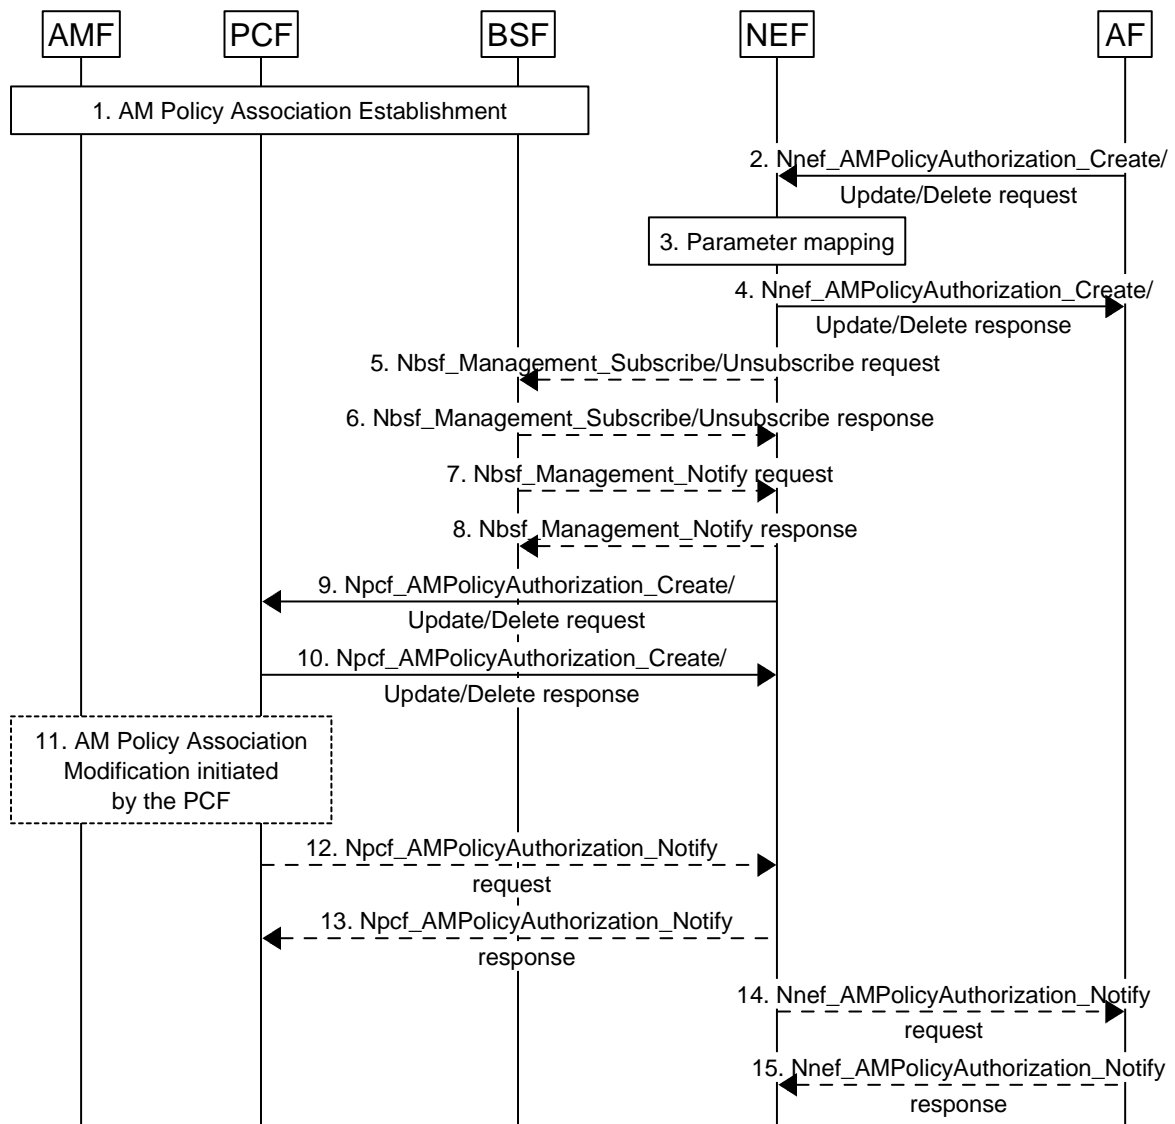 AMF PCF BSF NEF AF
1. AM Policy Association Establishment
2. Nnef_AMPolicyAuthorization_Create/
Update/Delete request
3. Parameter mapping
4. Nnef_AMPolicyAuthorization_Create/
Update/Delete response
5. Nbsf_Management_Subscribe/Unsubscribe request
6. Nbsf_Management_Subscribe/Unsubscribe response
7. Nbsf_Management_Notify request
8. Nbsf_Management_Notify response
9. Npcf_AMPolicyAuthorization_Create/
Update/Delete request
10. Npcf_AMPolicyAuthorization_Create/
Update/Delete response
11. AM Policy Association
Modification initiated
by the PCF
12. Npcf_AMPolicyAuthorization_Notify
request
13. Npcf_AMPolicyAuthorization_Notify
response
14. Nnef_AMPolicyAuthorization_Notify
request
15. Nnef_AMPolicyAuthorization_Notify
response